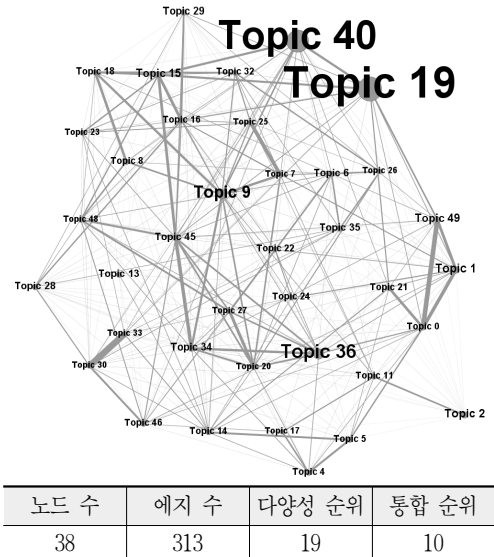 Topic 29
Topic 40
Topic 18
Topic 15
Topic 32
Topic 19
Topic 16
Topic 25
Topic 23
Topic 8
Topic 7
Topic 6
Topic 26
Topic 9
Topic 48
Topic 49
Topic 35
Topic 45
Topic 22
Topic 1
Topic 13
Topic 28
Topic 21
Topic 24
Topic 27
Topic 0
Topic 33
Topic 34
Topic 36
Topic 30
Topic 20
Topic 11
Topic 2
Topic 46
Topic 14
Topic 17
Topic 5
Topic 4
노드 수 에지 수 다양성 순위 통합 순위
38 313 19 10